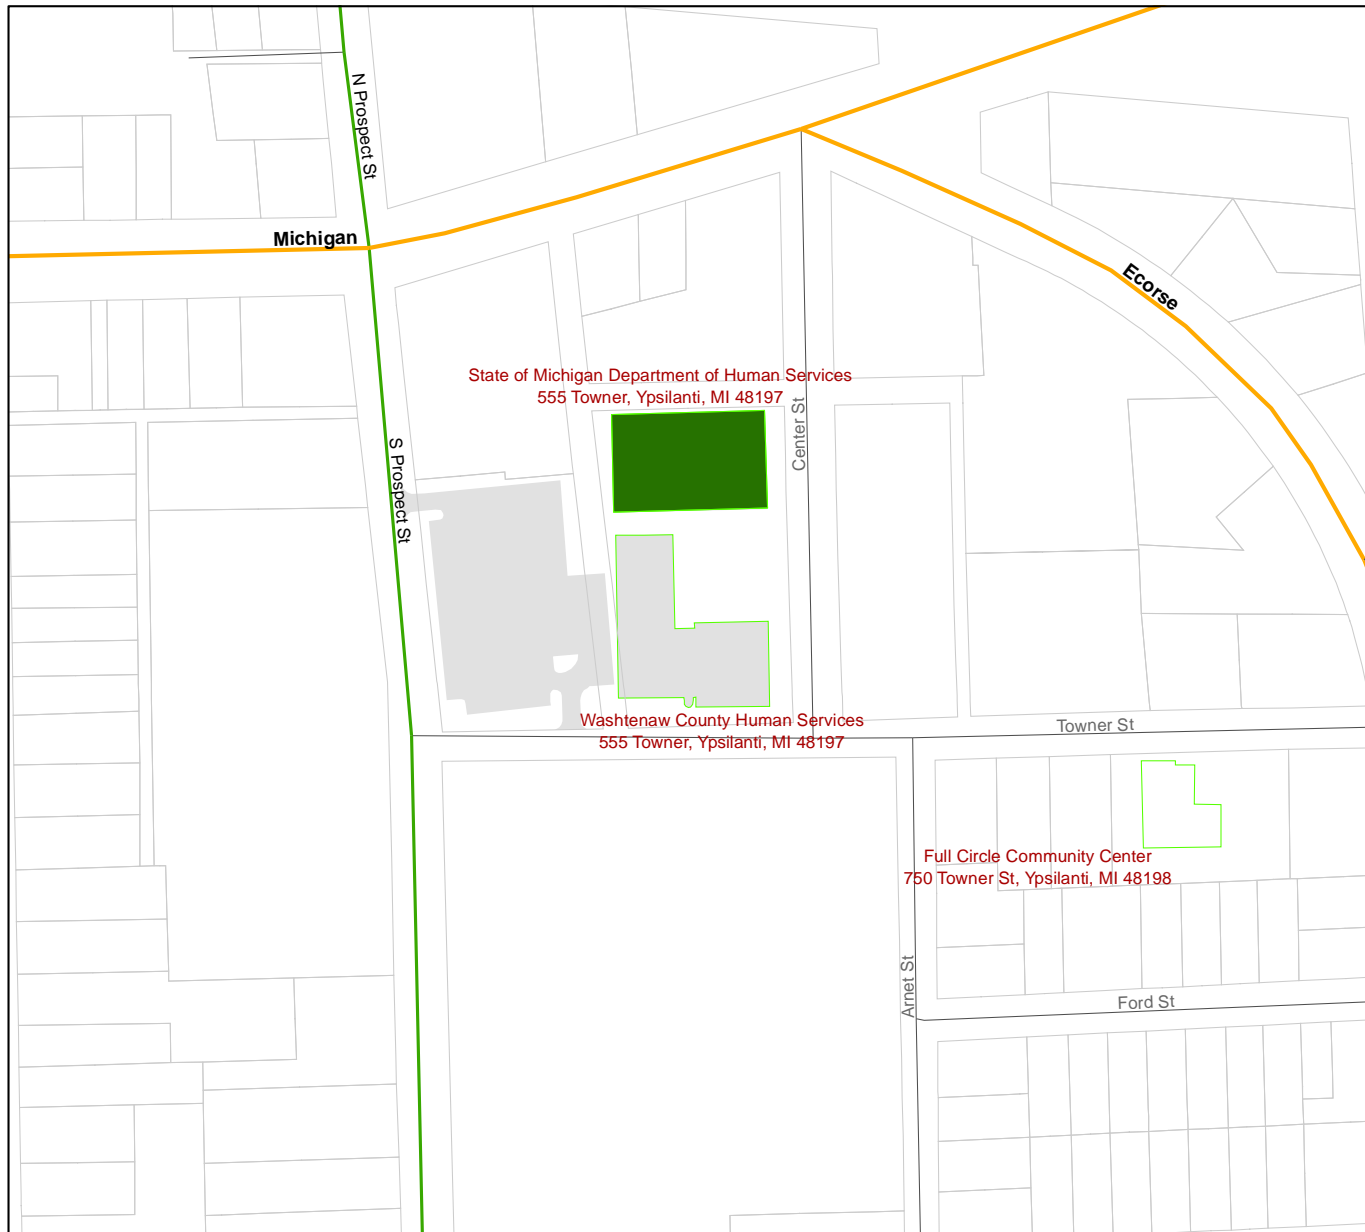 N Prospect St
Michigan
Ecorse
State of Michigan Department of Human Services
555 Towner, Ypsilanti, MI 48197
Center St
S Prospect St
Washtenaw County Human Services
555 Towner, Ypsilanti, MI 48197
Towner St
Full Circle Community Center
750 Towner St, Ypsilanti, MI 48198
Arnet St
Ford St